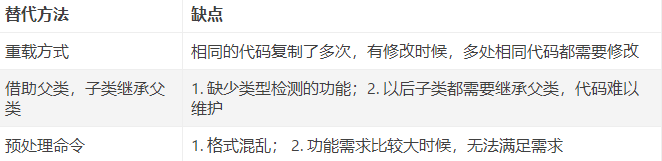 替代方法 缺点
重载方式 相同的代码复制了多次，有修改时候，多处相同代码都需要修改
借助父类，子类继承父 1. 缺少类型检测的功能；2. 以后子类都需要继承父类，代码难以
类 维护
预处理命令 1. 格式混乱； 2. 功能需求比较大时候，无法满足需求